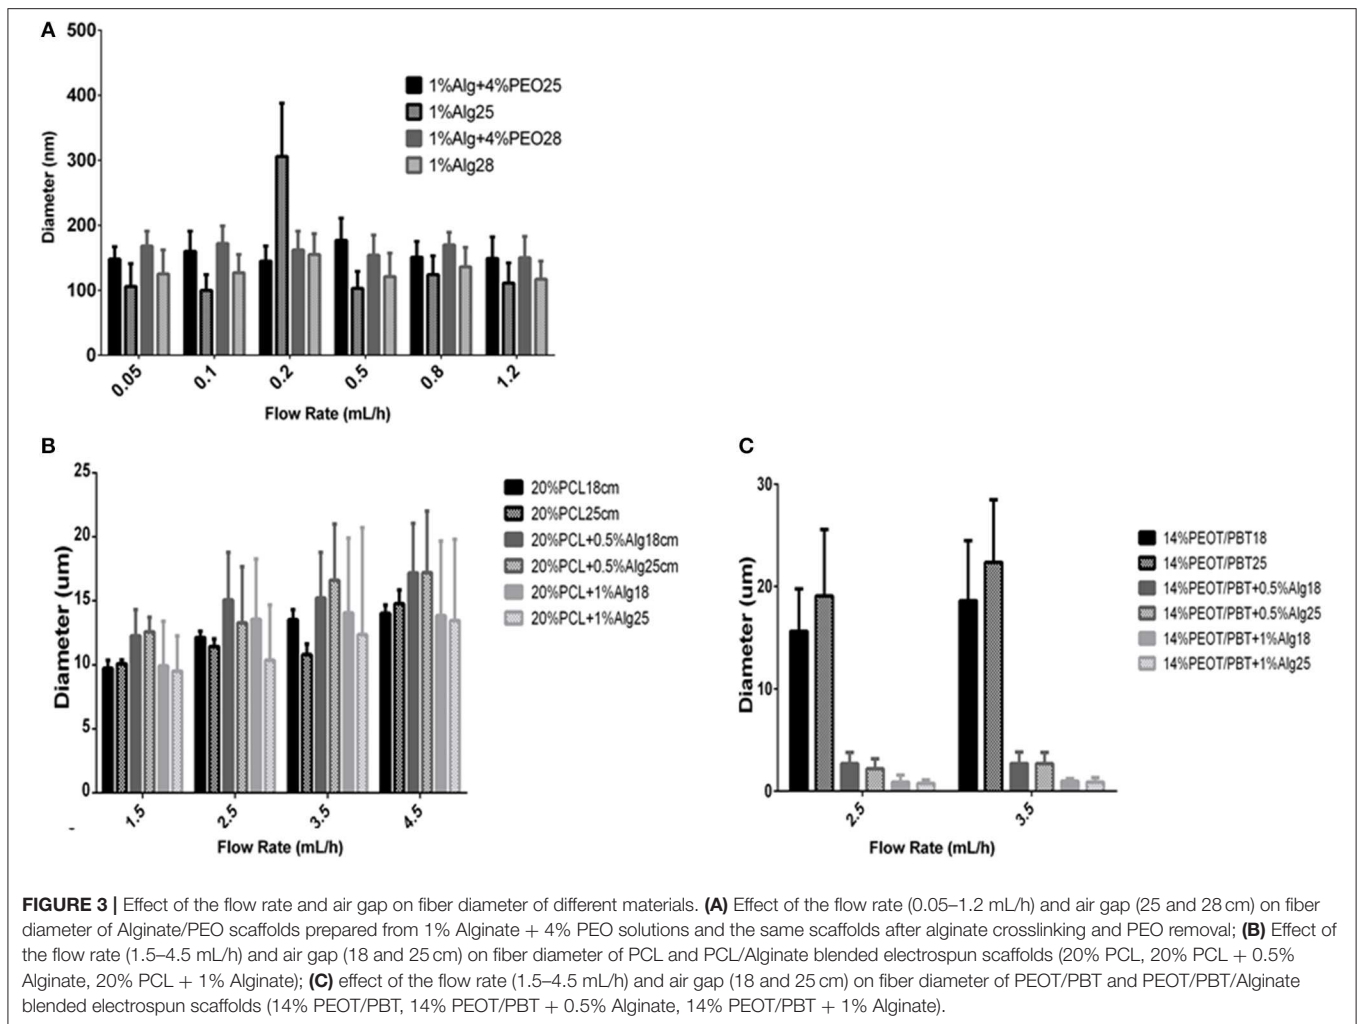 A
500
400
300
200
100
0
Diameter (nm)
1%Alg+4%PEO25
1%Alg25
1%Alg+4%PEO28
1%Alg28
0.05 0.1 0.2 0.5 0.8 1.2
Flow Rate (mL/h)
B
25
20
15
10
5
0
Diameter (um)
20%PCL18cm
20%PCL25cm
20%PCL+0.5%Alg18cm
20%PCL+0.5%Alg25cm
20%PCL+1%Alg18
20%PCL+1%Alg25
1.5 2.5 3.5 4.5
Flow Rate (mL/h)
C
30
20
10
0
Diameter (um)
14%PEOT/PBT18
14%PEOT/PBT25
14%PEOT/PBT+0.5%Alg18
14%PEOT/PBT+0.5%Alg25
14%PEOT/PBT+1%Alg18
14%PEOT/PBT+1%Alg25
2.5 3.5
Flow Rate (mL/h)
FIGURE 3 | Effect of the flow rate and air gap on fiber diameter of different materials. (A) Effect of the flow rate (0.05–1.2 mL/h) and air gap (25 and 28 cm) on fiber
diameter of Alginate/PEO scaffolds prepared from 1% Alginate + 4% PEO solutions and the same scaffolds after alginate crosslinking and PEO removal; (B) Effect of
the flow rate (1.5–4.5 mL/h) and air gap (18 and 25 cm) on fiber diameter of PCL and PCL/Alginate blended electrospun scaffolds (20% PCL, 20% PCL + 0.5%
Alginate, 20% PCL + 1% Alginate); (C) effect of the flow rate (1.5–4.5 mL/h) and air gap (18 and 25 cm) on fiber diameter of PEOT/PBT and PEOT/PBT/Alginate
blended electrospun scaffolds (14% PEOT/PBT, 14% PEOT/PBT + 0.5% Alginate, 14% PEOT/PBT + 1% Alginate).